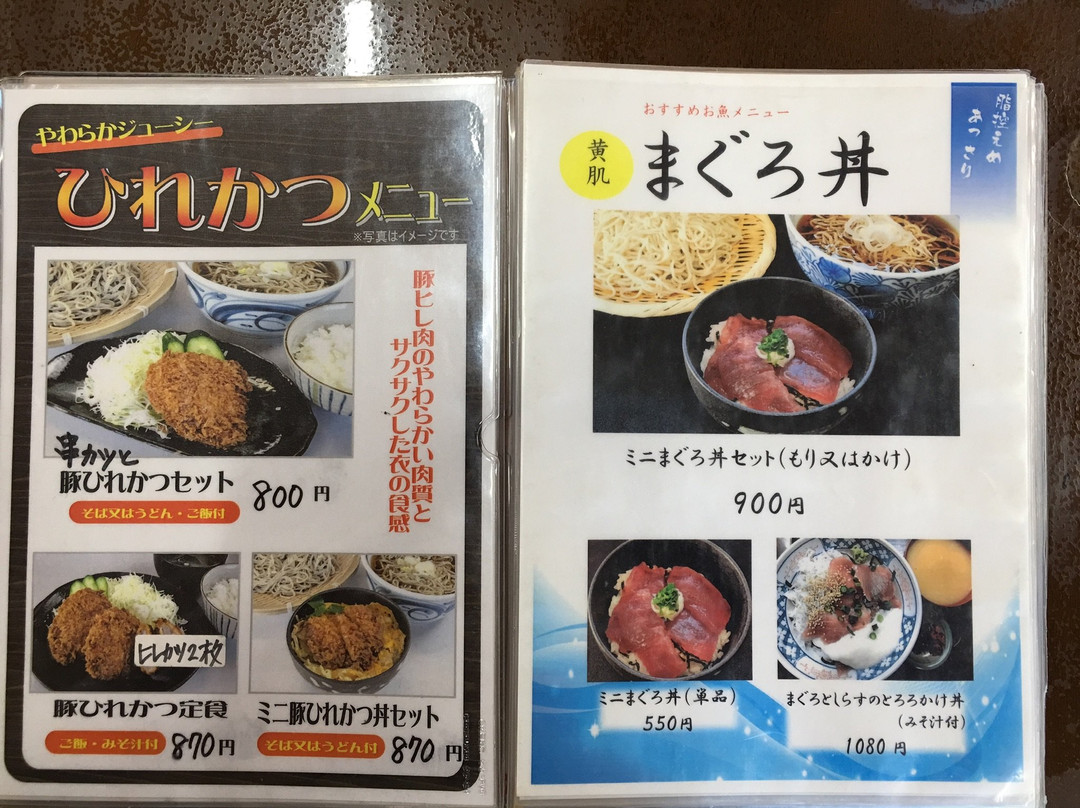 やわらかジューシー
ひれかつメニュー
※写真はイメージです
豚ヒレ肉のやわらかい肉質と
サクサクした衣の食感
串カツと
豚ひれかつセット
800円
そば又はうどん・ご飯付
ヒレカツ2枚
豚ひれかつ定食
ご飯・みそ汁付
870円
ミニ豚ひれかつ丼セット
そば又はうどん付
870円
おすすめお魚メニュー
黄肌
まぐろ丼
脂控えめ
あっさり
ミニまぐろ丼セット(もり又はかけ)
900円
ミニまぐろ丼(単品)
550円
まぐろとしらすのとろろかけ丼
(みそ汁付)
1080円